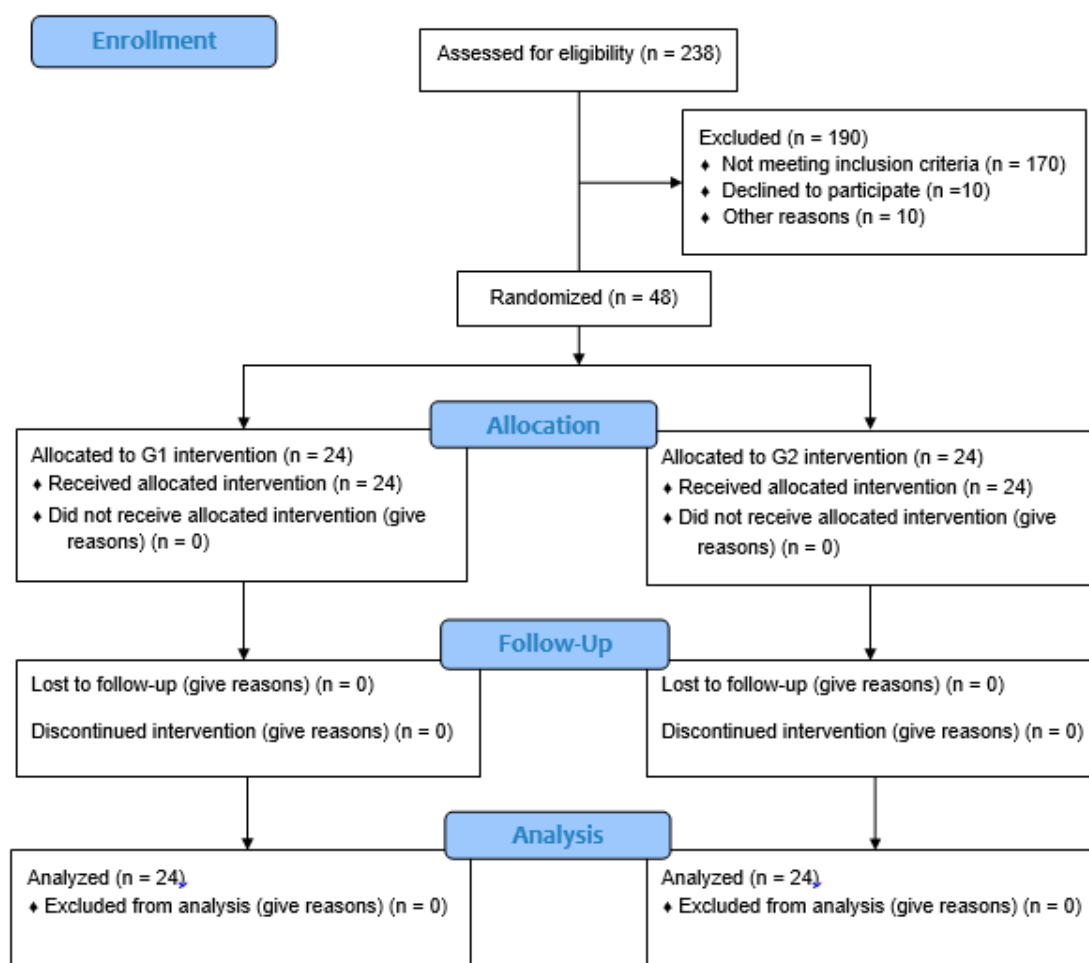 Enrollment
Assessed for eligibility (n = 238)
Excluded (n = 190)
♦ Not meeting inclusion criteria (n = 170)
♦ Declined to participate (n =10)
♦ Other reasons (n = 10)
Randomized (n = 48)
Allocation
Allocated to G1 intervention (n = 24)
♦ Received allocated intervention (n = 24)
♦ Did not receive allocated intervention (give
reasons) (n = 0)
Allocated to G2 intervention (n = 24)
♦ Received allocated intervention (n = 24)
♦ Did not receive allocated intervention (give
reasons) (n = 0)
Follow-Up
Lost to follow-up (give reasons) (n = 0)
Discontinued intervention (give reasons) (n = 0)
Lost to follow-up (give reasons) (n = 0)
Discontinued intervention (give reasons) (n = 0)
Analysis
Analyzed (n = 24)
♦ Excluded from analysis (give reasons) (n = 0)
Analyzed (n = 24)
♦ Excluded from analysis (give reasons) (n = 0)